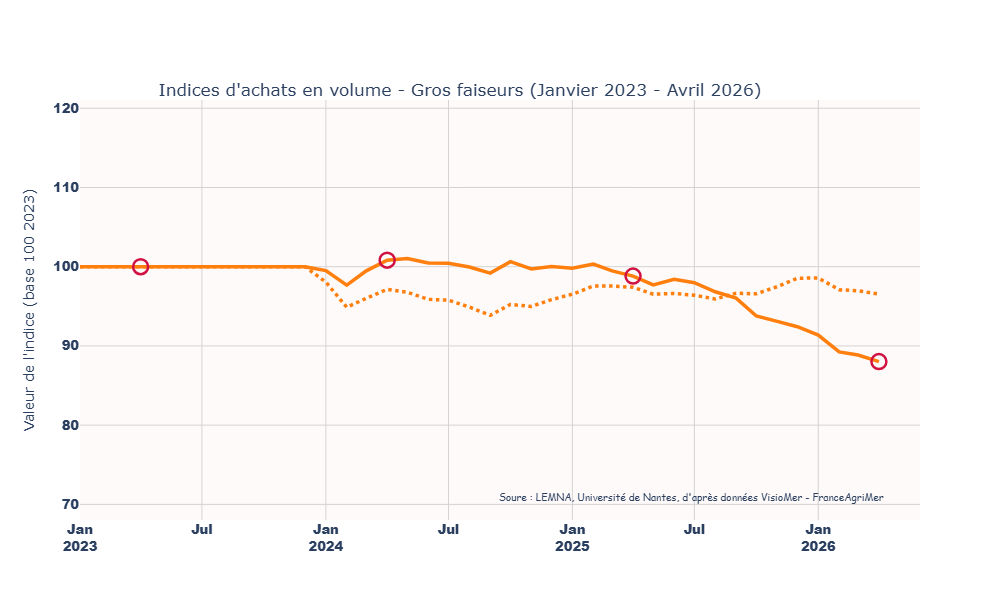 Indices d'achats en volume - Gros faiseurs (Janvier 2023 - Avril 2026)
Valeur de l'indice (base 100 2023)
120
110
100
90
80
70
Soure : LEMNA, Université de Nantes, d'après données VisioMer - FranceAgriMer
Jan
2023
Jul
Jan
2024
Jul
Jan
2025
Jul
Jan
2026